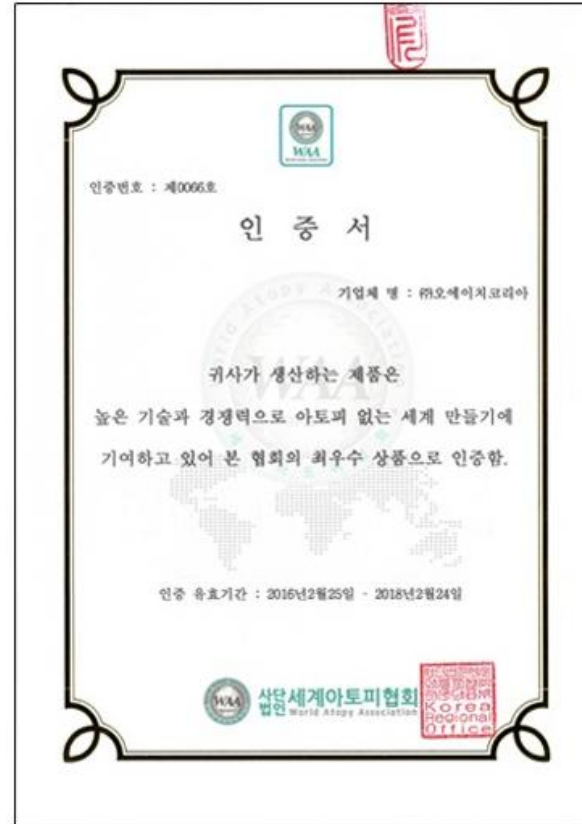 WAA
인증번호 : 제0066호
인 증 서
기업체 명 : ㈜오에이치코리아
World Atopy Association
WAA
귀사가 생산하는 제품은
높은 기술과 경쟁력으로 아토피 없는 세계 만들기에
기여하고 있어 본 협회의 최우수 상품으로 인증함.
인증 유효기간 : 2016년2월25일 - 2018년2월24일
WAA
사단법인 세계아토피협회
World Atopy Association
Korea
Regional
Office